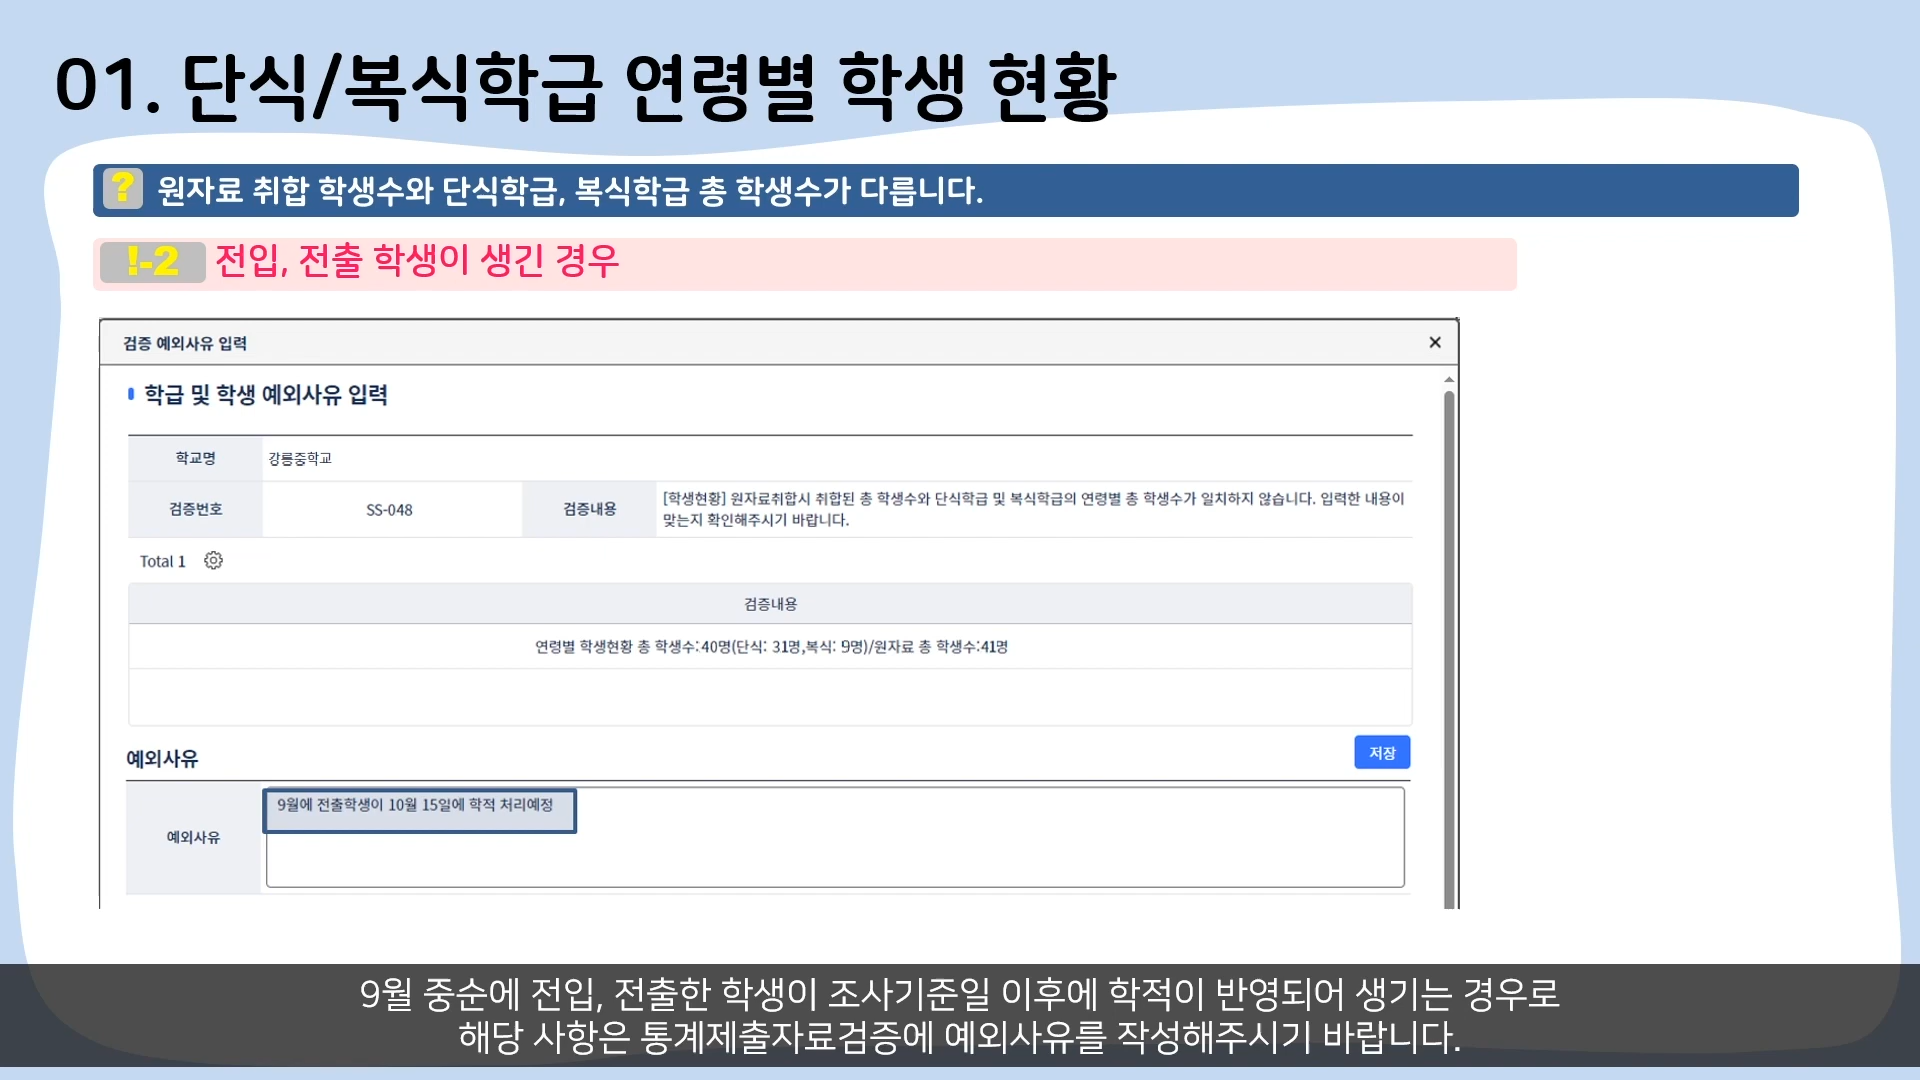 01. 단식/복식학급 연령별 학생 현황
? 원자료 취합 학생수와 단식학급, 복식학급 총 학생수가 다릅니다.
!-2 전입, 전출 학생이 생긴 경우
검증 예외사유 입력 ×
학급 및 학생 예외사유 입력
학교명 강릉중학교
검증번호 SS-048 검증내용 [학생현황] 원자료취합시 취합된 총 학생수와 단식학급 및 복식학급의 연령별 총 학생수가 일치하지 않습니다. 입력한 내용이
맞는지 확인해주시기 바랍니다.
Total 1
검증내용
연령별 학생현황 총 학생수:40명(단식: 31명,복식: 9명)/원자료 총 학생수:41명
예외사유 저장
9월에 전출학생이 10월 15일에 학적 처리예정
예외사유
9월 중순에 전입, 전출한 학생이 조사기준일 이후에 학적이 반영되어 생기는 경우로
해당 사항은 통계제출자료검증에 예외사유를 작성해주시기 바랍니다.